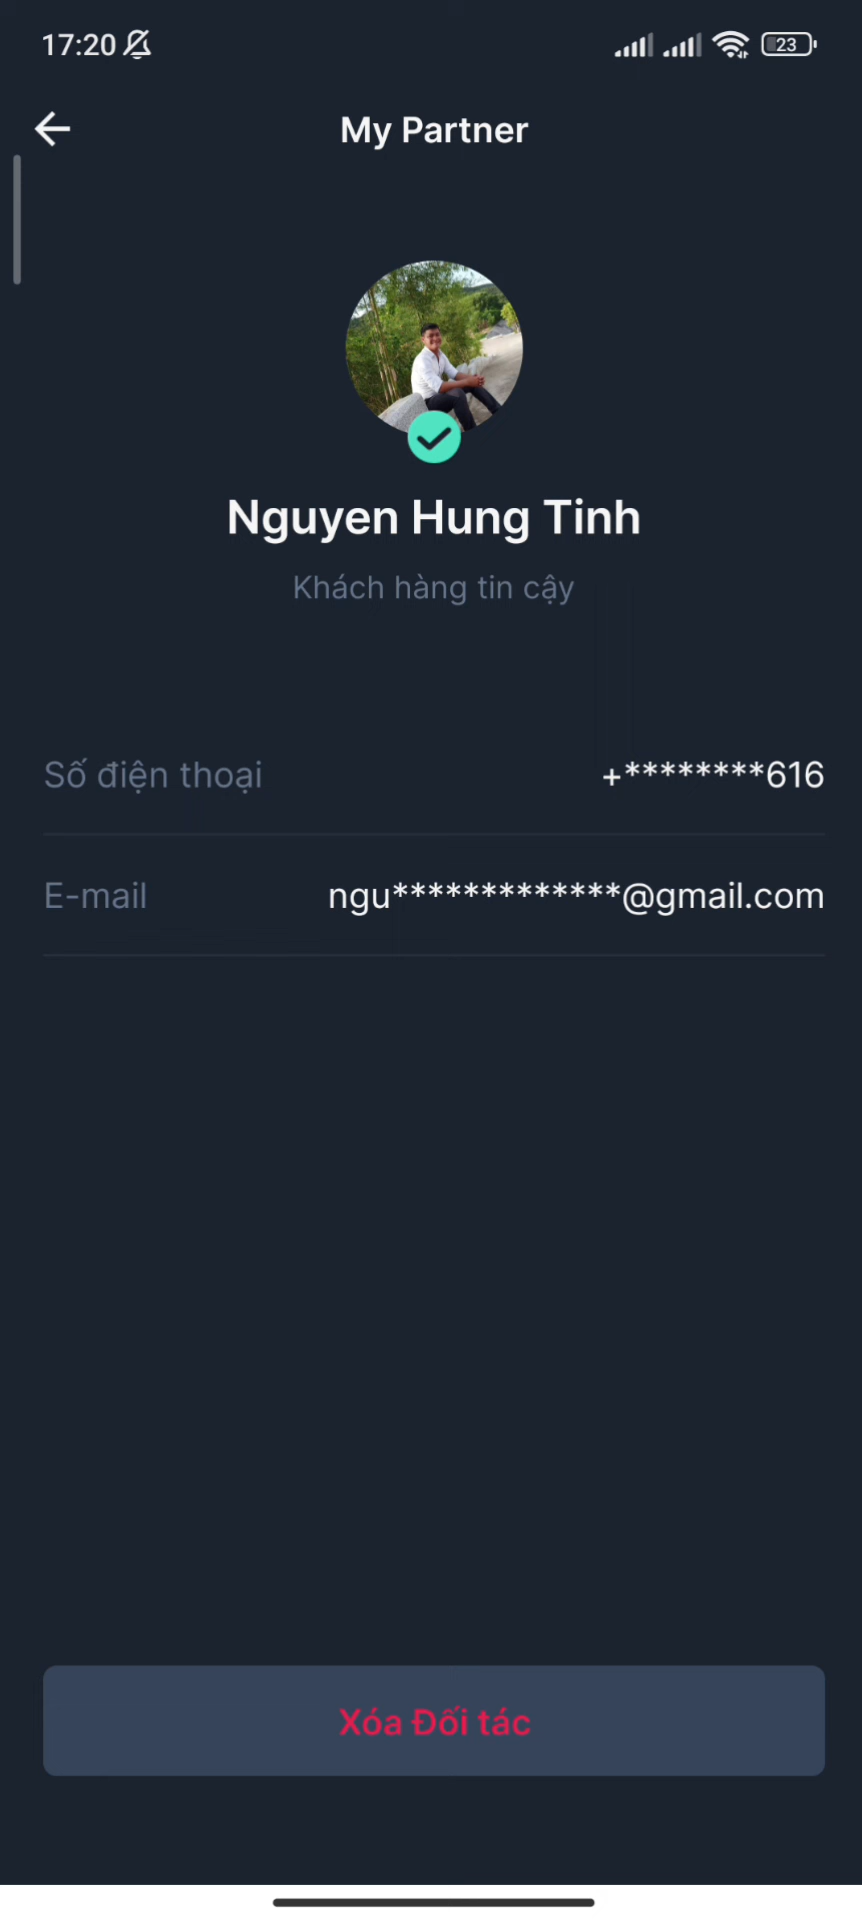 17:20 23
My Partner
Nguyen Hung Tinh
Khách hàng tin cậy
Số điện thoại +********616
E-mail ngu*************@gmail.com
Xóa Đối tác